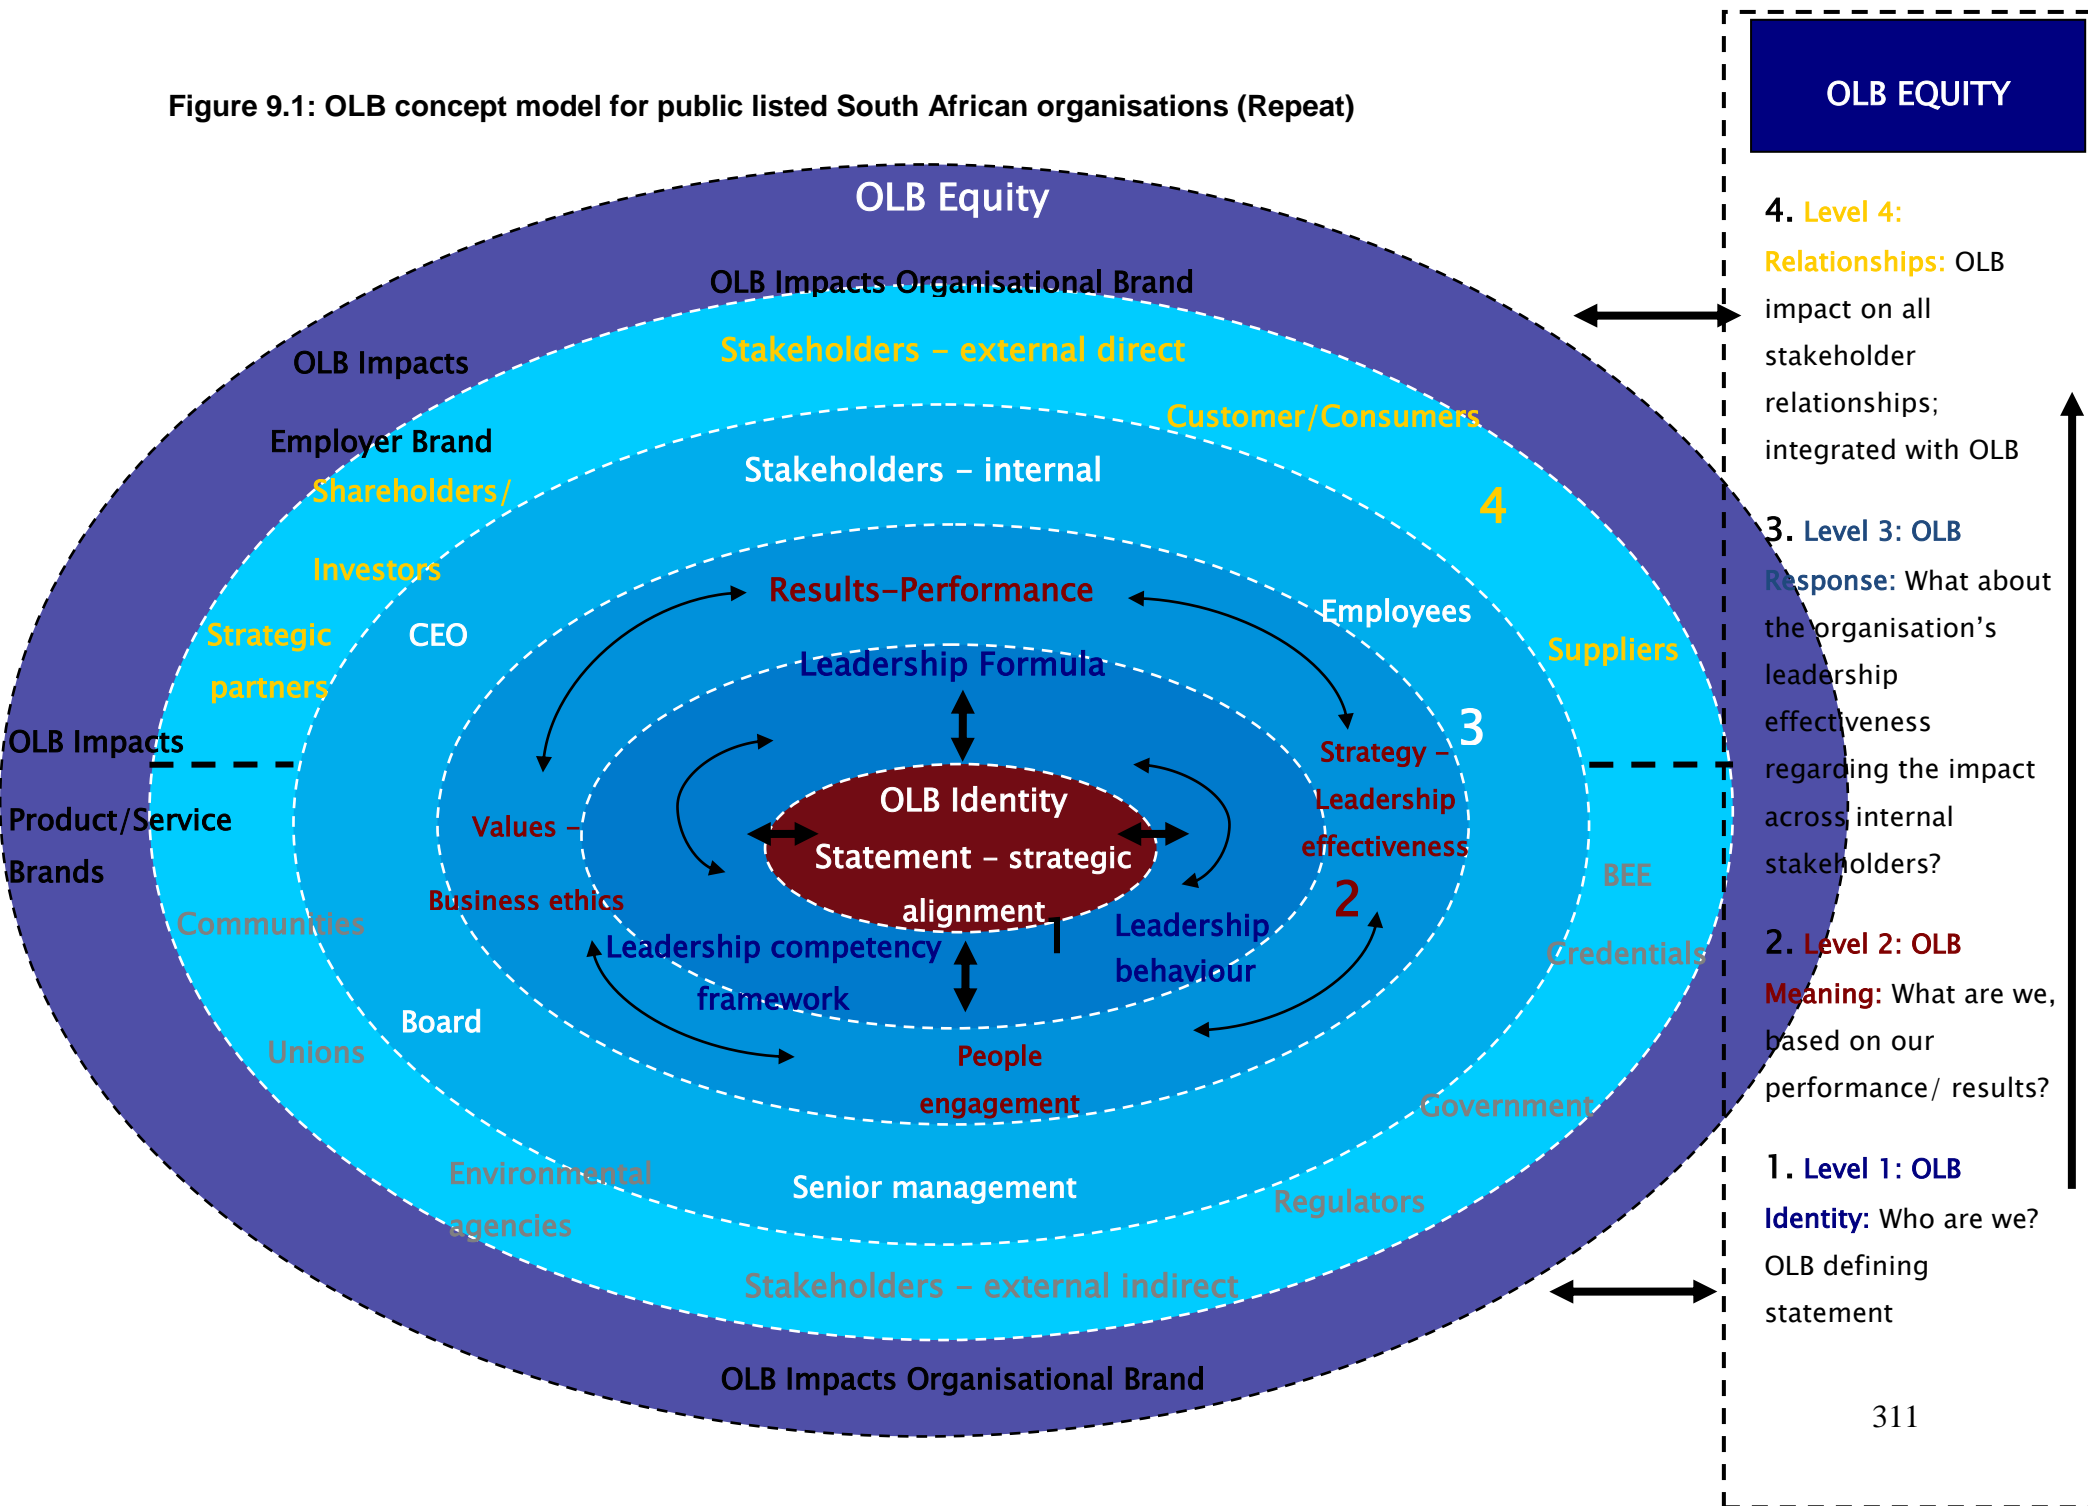 Figure 9.1: OLB concept model for public listed South African organisations (Repeat)
OLB Equity
OLB Impacts Organisational Brand
OLB Impacts
Employer Brand
Stakeholders – external direct
Customer/Consumers
Shareholders/
Investors
Strategic
partners
Suppliers
4
Stakeholders – internal
CEO
Employees
3
Results–Performance
Leadership Formula
Strategy –
Leadership
effectiveness
2
Values –
Business ethics
OLB Identity
Statement – strategic
alignment
1
Leadership competency
framework
Leadership
behaviour
People
engagement
OLB Impacts
Product/Service
Brands
Board
Senior management
Communities
Unions
Environmental
agencies
BEE
Credentials
Government
Regulators
Stakeholders – external indirect
OLB Impacts Organisational Brand
OLB EQUITY
4. Level 4:
Relationships: OLB
impact on all
stakeholder
relationships;
integrated with OLB
3. Level 3: OLB
Response: What about
the organisation’s
leadership
effectiveness
regarding the impact
across internal
stakeholders?
2. Level 2: OLB
Meaning: What are we,
based on our
performance/ results?
1. Level 1: OLB
Identity: Who are we?
OLB defining
statement
311